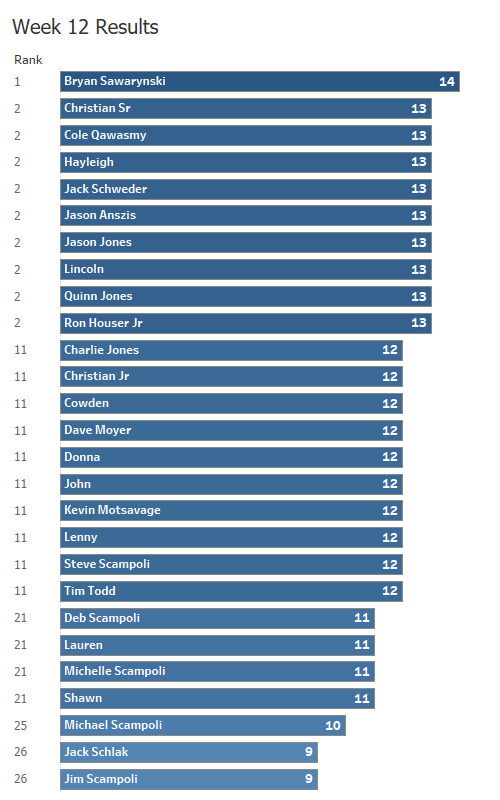 Week 12 Results
Rank
1 Bryan Sawarynski 14
2 Christian Sr 13
2 Cole Qawasmy 13
2 Hayleigh 13
2 Jack Schweder 13
2 Jason Anszis 13
2 Jason Jones 13
2 Lincoln 13
2 Quinn Jones 13
2 Ron Houser Jr 13
11 Charlie Jones 12
11 Christian Jr 12
11 Cowden 12
11 Dave Moyer 12
11 Donna 12
11 John 12
11 Kevin Motsavage 12
11 Lenny 12
11 Steve Scampoli 12
11 Tim Todd 12
21 Deb Scampoli 11
21 Lauren 11
21 Michelle Scampoli 11
21 Shawn 11
25 Michael Scampoli 10
26 Jack Schlak 9
26 Jim Scampoli 9